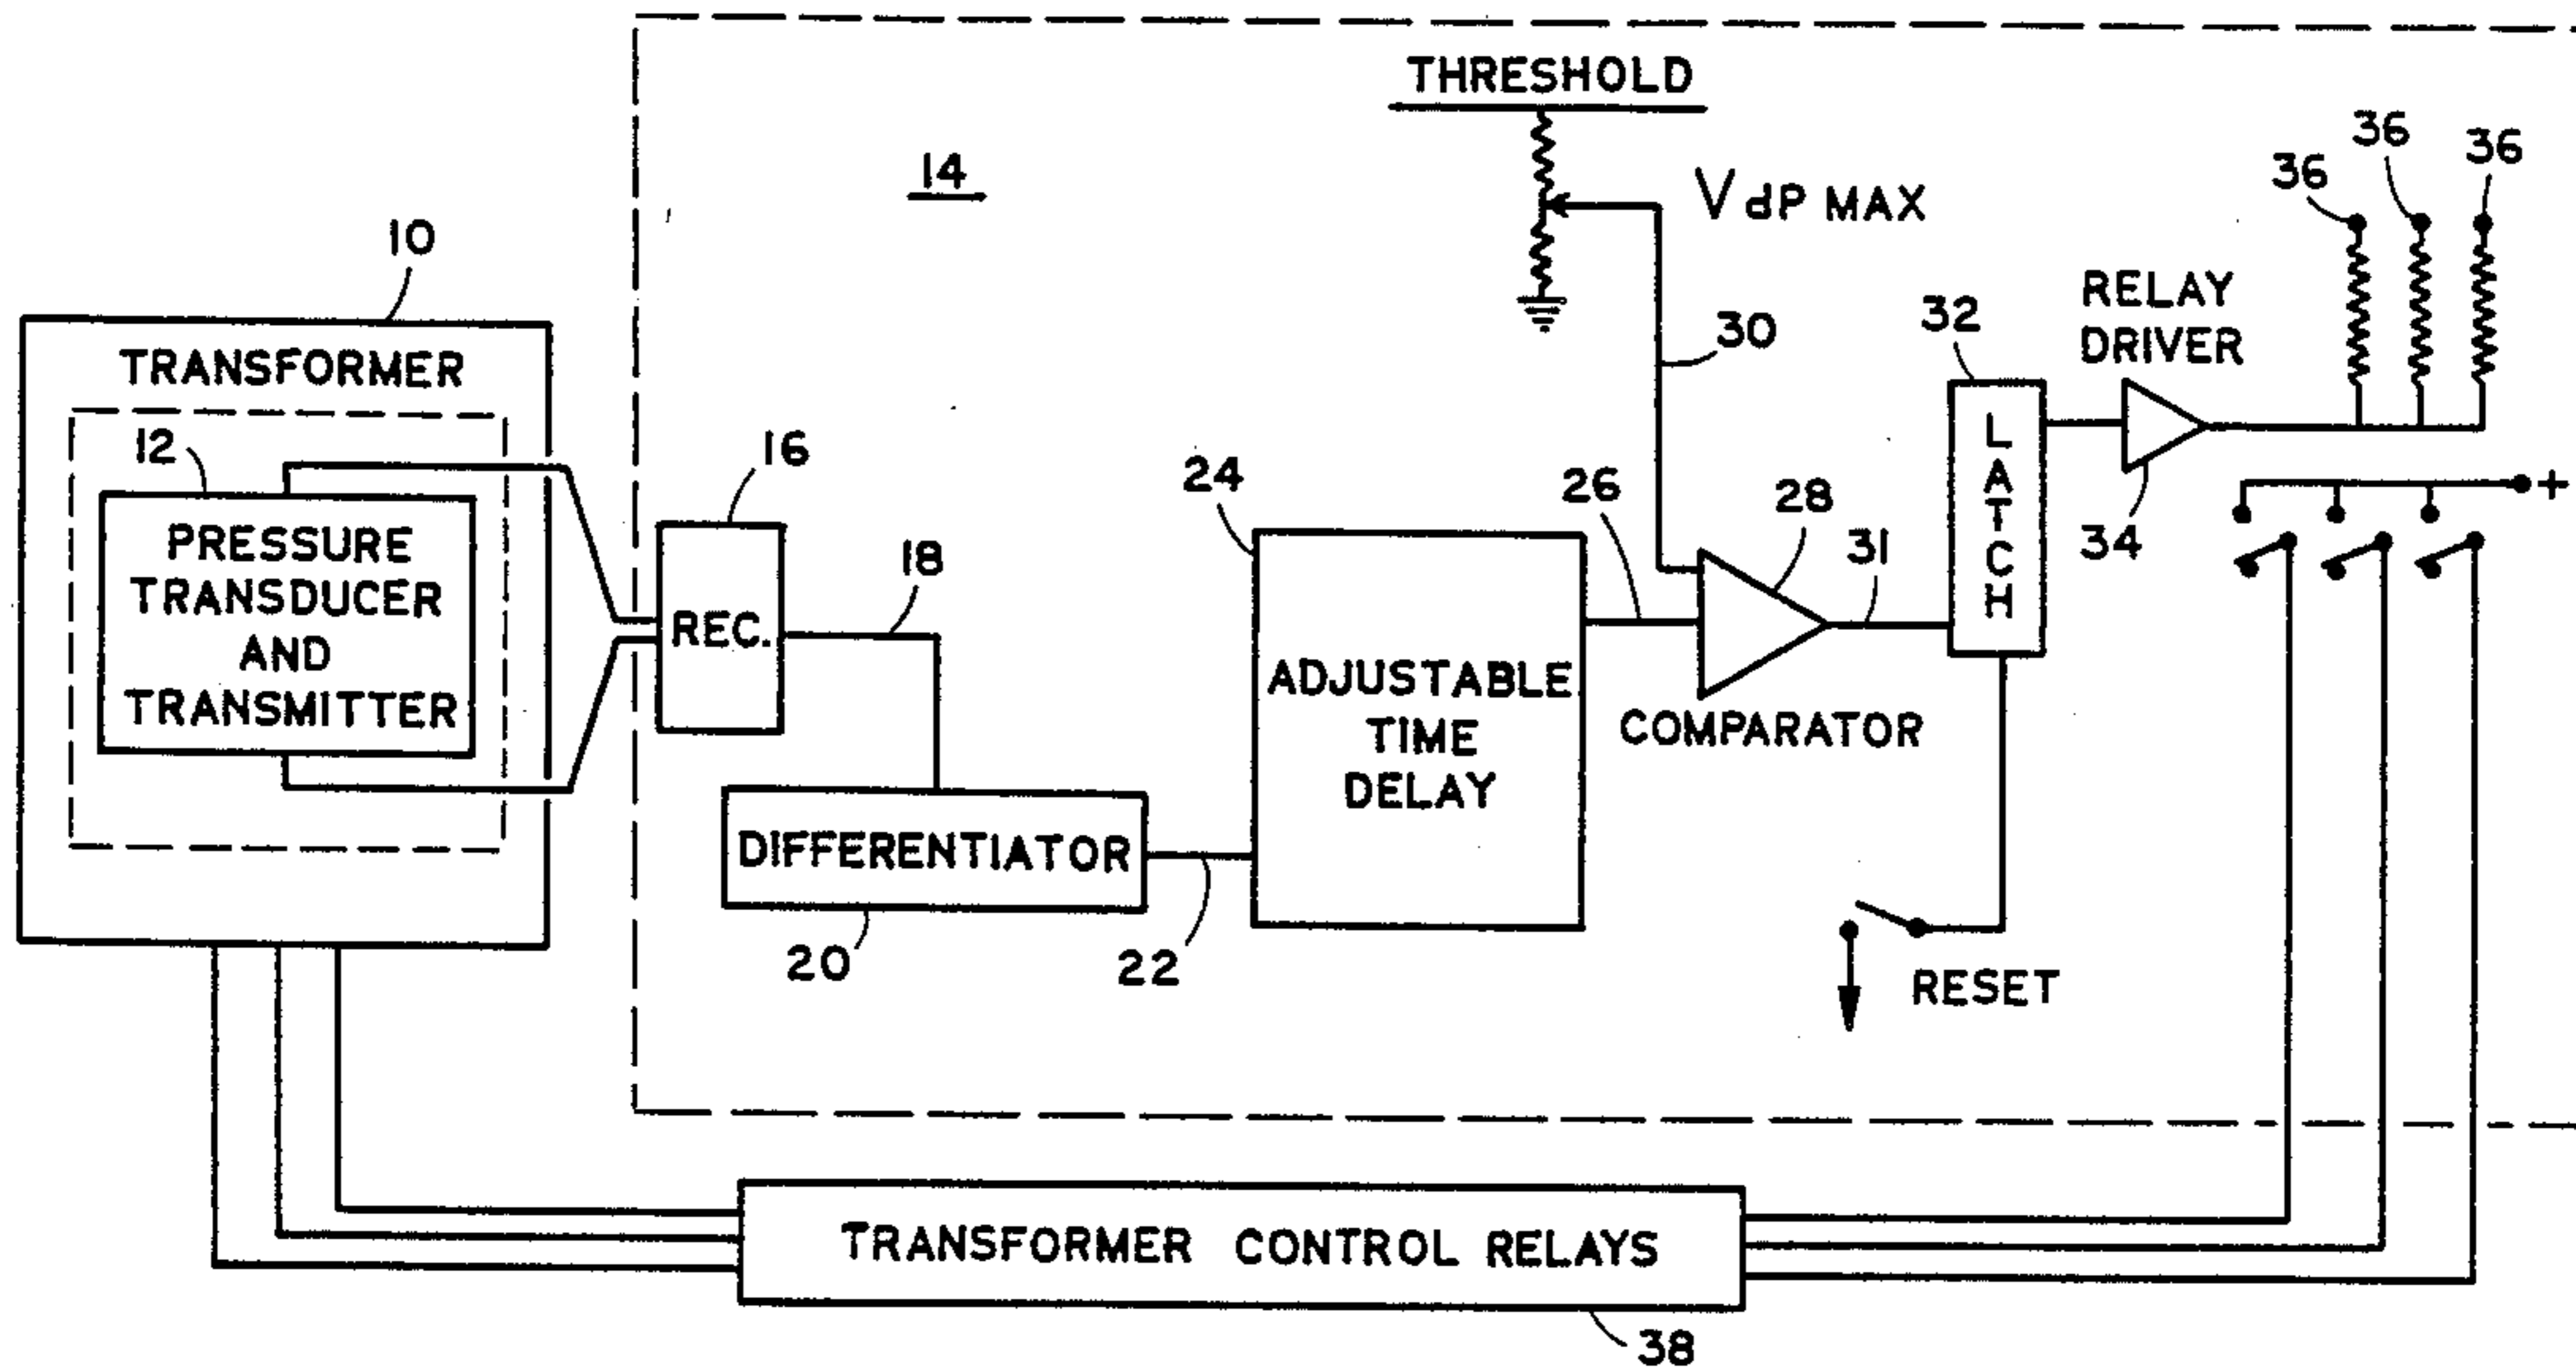 THRESHOLD
14
V dP MAX
36
36
36
10
TRANSFORMER
12
PRESSURE
TRANSDUCER
AND
TRANSMITTER
16
REC.
18
DIFFERENTIATOR
20
22
24
ADJUSTABLE
TIME
DELAY
26
28
COMPARATOR
30
31
32
LATCH
RELAY
DRIVER
34
+
RESET
TRANSFORMER CONTROL RELAYS
38